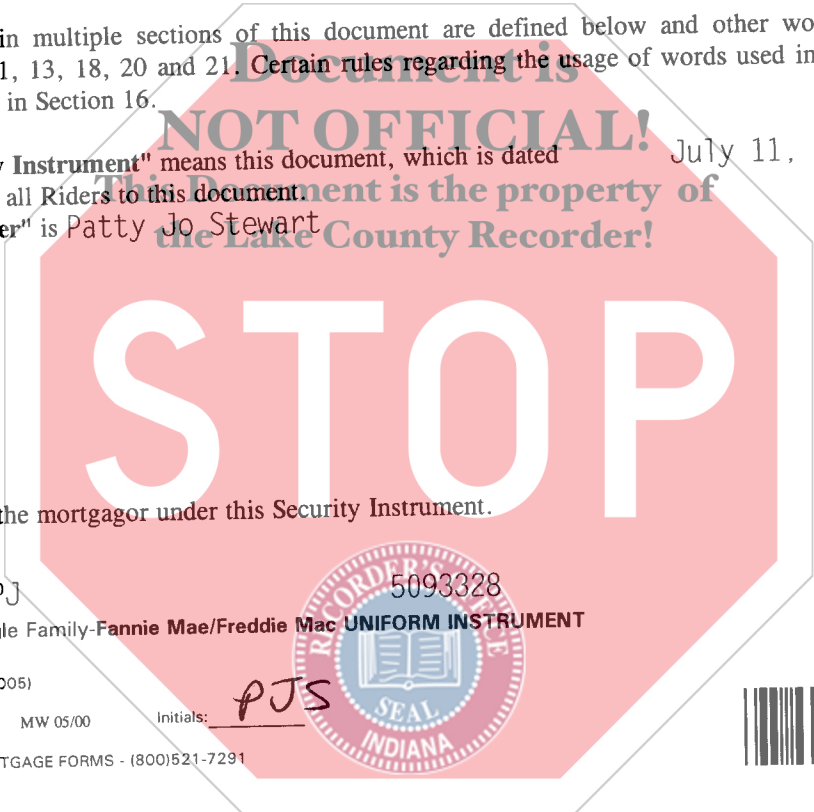 in multiple sections of this document are defined below and other wo
1, 13, 18, 20 and 21. Certain rules regarding the usage of words used in
in Section 16.
Document is
NOT OFFICIAL!
This Document is the property of
the Lake County Recorder!
y Instrument" means this document, which is dated July 11,
all Riders to this document.
er" is Patty Jo Stewart
STOP
the mortgagor under this Security Instrument.
PJ 5093328
gle Family-Fannie Mae/Freddie Mac UNIFORM INSTRUMENT
005)
MW 05/00 Initials: PJS
TGAGE FORMS - (800)521-7291
RECORDER'S OFFICE
SEAL
INDIANA